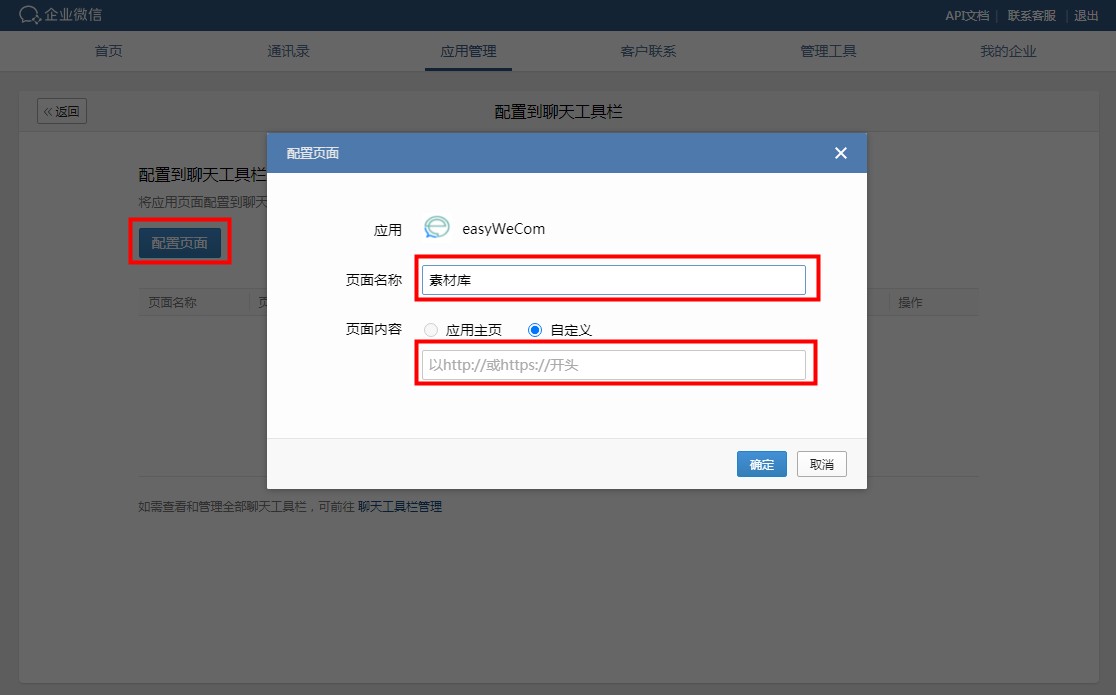 企业微信
API文档 | 联系客服 | 退出
首页 通讯录 应用管理 客户联系 管理工具 我的企业
« 返回
配置到聊天工具栏
配置页面
配置到聊天工具栏
将应用页面配置到聊天
应用 easyWeCom
配置页面
页面名称 素材库
页面名称 操作
页面内容 应用主页 自定义
以http://或https://开头
确定 取消
如需查看和管理全部聊天工具栏，可前往 聊天工具栏管理